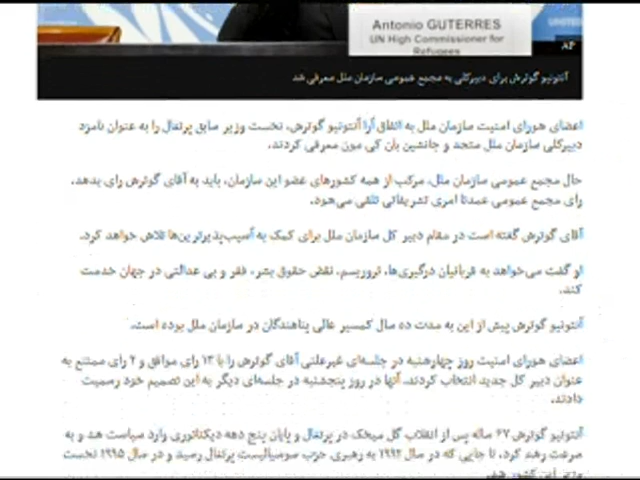 Antonio GUTERRES
UN High Commissioner for
Refugees
AP
آنتونیو گوترش برای دبیرکلی به مجمع عمومی سازمان ملل معرفی شد
اعضای شورای امنیت سازمان ملل به اتفاق آرا آنتونیو گوترش، نخست وزیر سابق پرتغال را به عنوان نامزد
دبیرکلی سازمان ملل متحد و جانشین بان کی مون معرفی کردند.
حال مجمع عمومی سازمان ملل، مرکب از همه کشورهای عضو این سازمان، باید به آقای گوترش رای بدهد.
رای مجمع عمومی عمدتا امری تشریفاتی تلقی می‌شود.
آقای گوترش گفته است در مقام دبیر کل سازمان ملل برای کمک به آسیب‌پذیرترین‌ها تلاش خواهد کرد.
او گفت می‌خواهد به قربانیان درگیری‌ها، تروریسم، نقض حقوق بشر، فقر و بی عدالتی در جهان خدمت
کند.
آنتونیو گوترش پیش از این به مدت ده سال کمسیر عالی پناهندگان در سازمان ملل بوده است.
اعضای شورای امنیت روز چهارشنبه در جلسه‌ای غیرعلنی آقای گوترش را با ۱۳ رای موافق و ۲ رای ممتنع به
عنوان دبیر کل جدید انتخاب کردند. آنها در روز پنجشنبه در جلسه‌ای دیگر به این تصمیم خود رسمیت
دادند.
آنتونیو گوترش ۶۷ ساله پس از انقلاب گل میخک در پرتغال و پایان پنج دهه دیکتاتوری وارد سیاست شد و به
سرعت رشد کرد، تا جایی که در سال ۱۹۹۲ به رهبری حزب سوسیالیست پرتغال رسید و در سال ۱۹۹۵ نخست
وزیر این کشور شد.